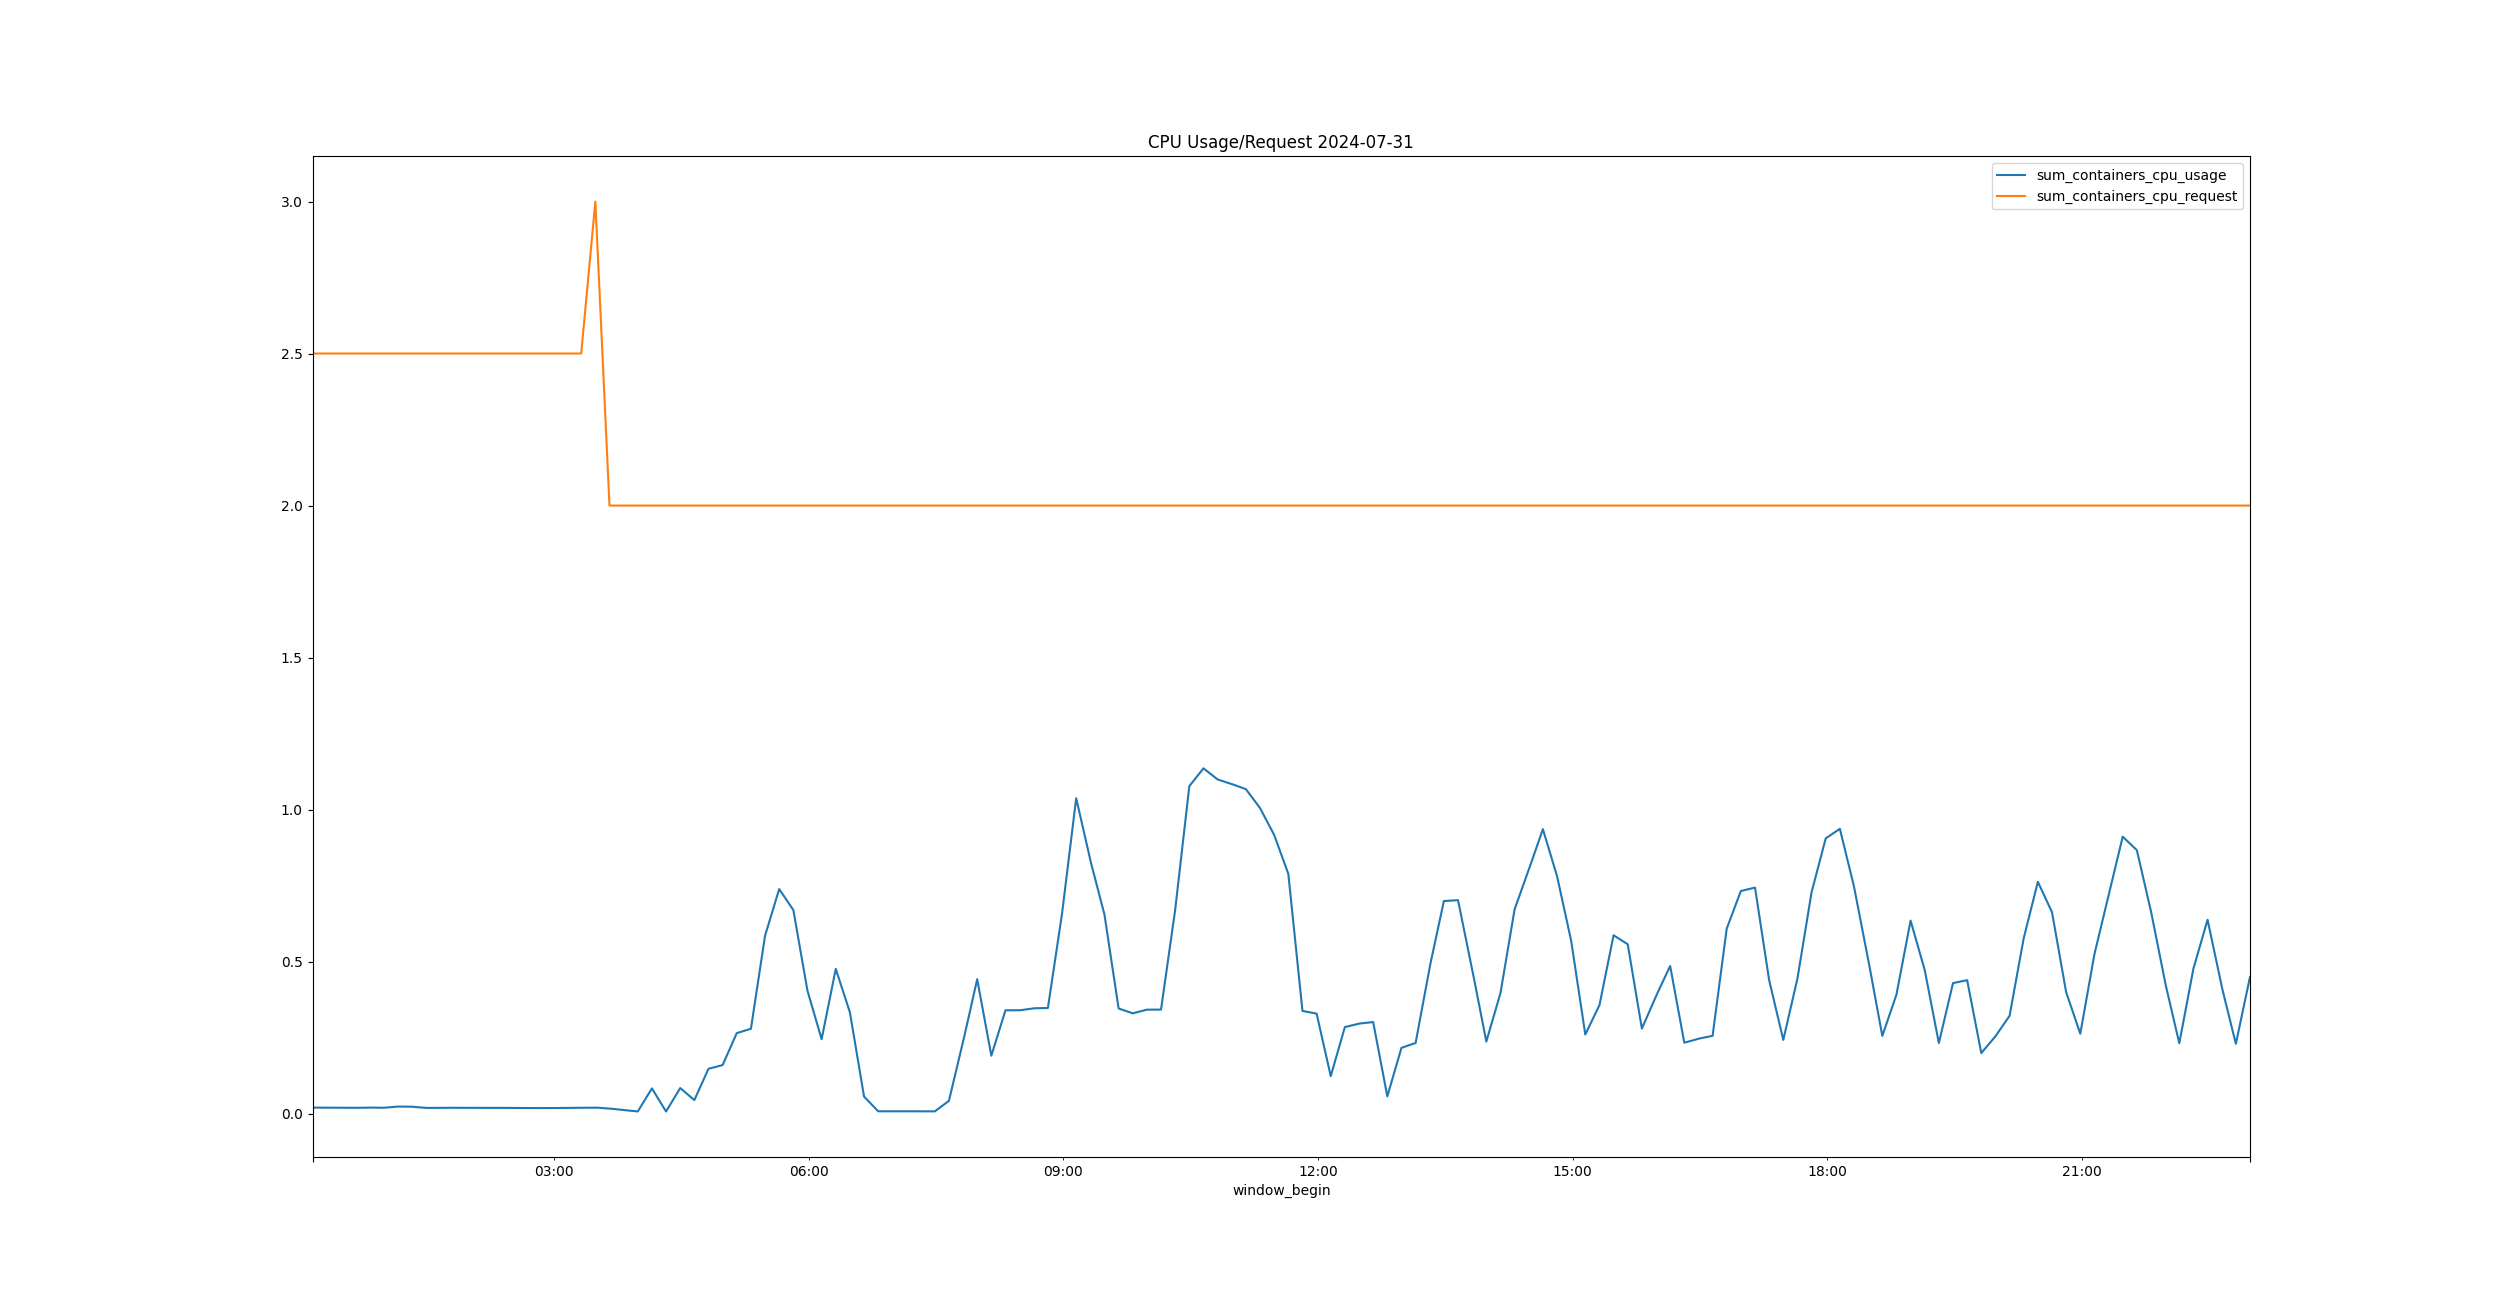 CPU Usage/Request 2024-07-31
sum_containers_cpu_usage
sum_containers_cpu_request
3.0
2.5
2.0
1.5
1.0
0.5
0.0
03:00 06:00 09:00 12:00 15:00 18:00 21:00
window_begin